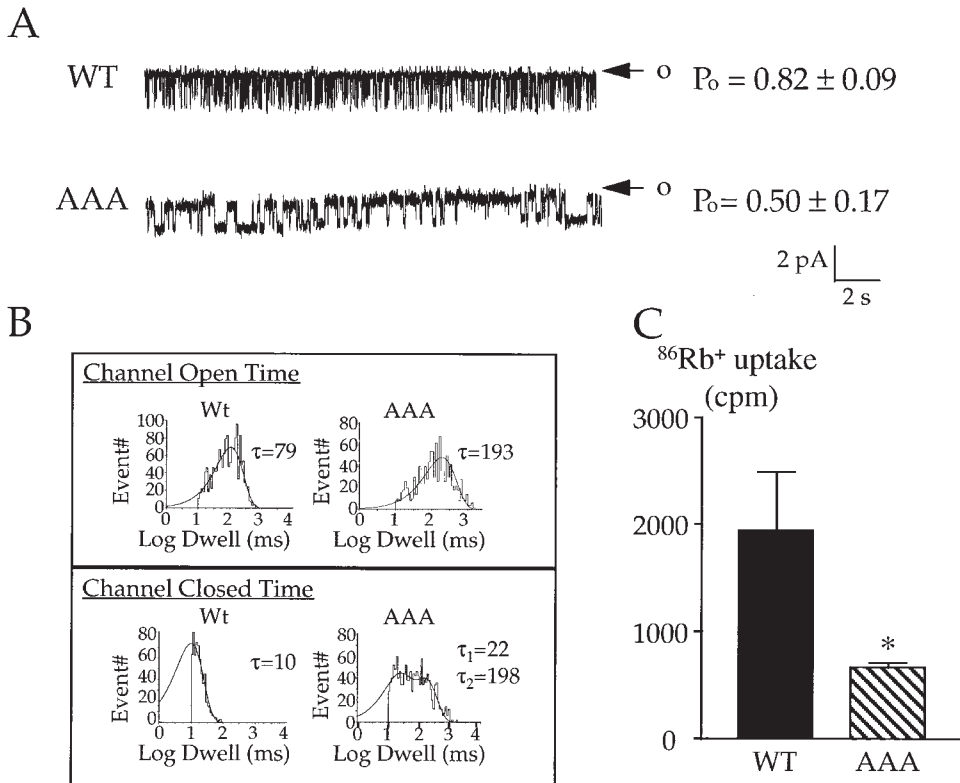 A
WT
o
Po = 0.82 ± 0.09
AAA
o
Po= 0.50 ± 0.17
2 pA
2 s
B
Channel Open Time
Wt
Event#
100
80
60
40
20
0
τ=79
0 1 2 3 4
Log Dwell (ms)
AAA
Event#
80
60
40
20
0
τ=193
0 1 2 3
Log Dwell (ms)
Channel Closed Time
Wt
Event#
80
60
40
20
0
τ=10
0 1 2 3 4
Log Dwell (ms)
AAA
Event#
80
60
40
20
0
τ1=22
τ2=198
0 1 2 3 4
Log Dwell (ms)
C
⁸⁶Rb⁺ uptake
(cpm)
3000
2000
1000
0
*
WT AAA